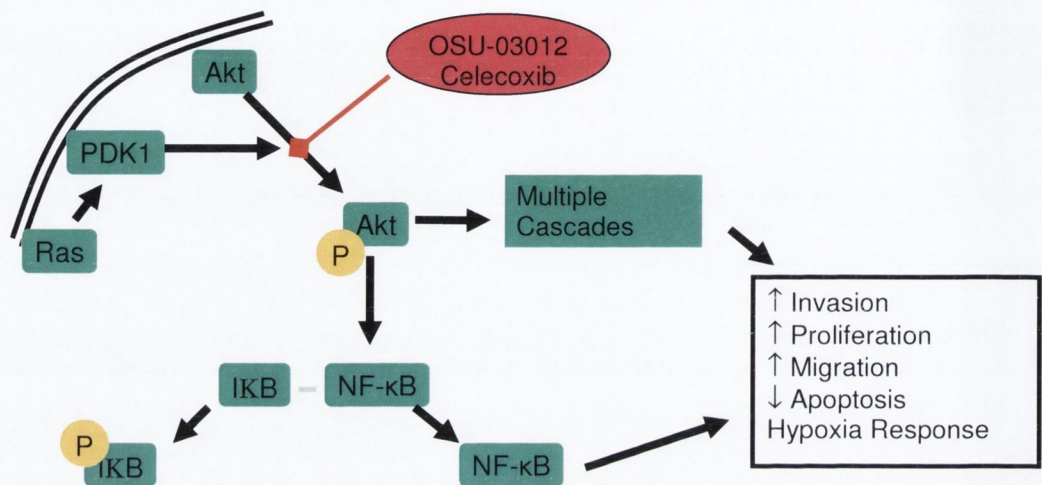 OSU-03012
Celecoxib
Akt
PDK1
Ras
Akt
P
Multiple
Cascades
↑ Invasion
↑ Proliferation
↑ Migration
↓ Apoptosis
Hypoxia Response
IKB
NF-κB
P
IKB
NF-κB